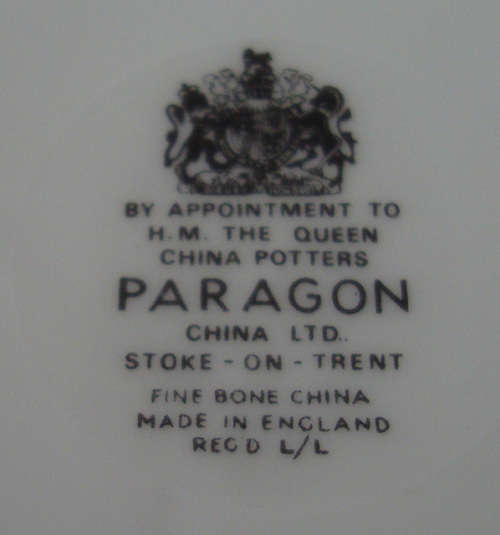 BY APPOINTMENT TO
H.M. THE QUEEN
CHINA POTTERS
PARAGON
CHINA LTD.
STOKE-ON-TRENT
FINE BONE CHINA
MADE IN ENGLAND
REG'D L/L